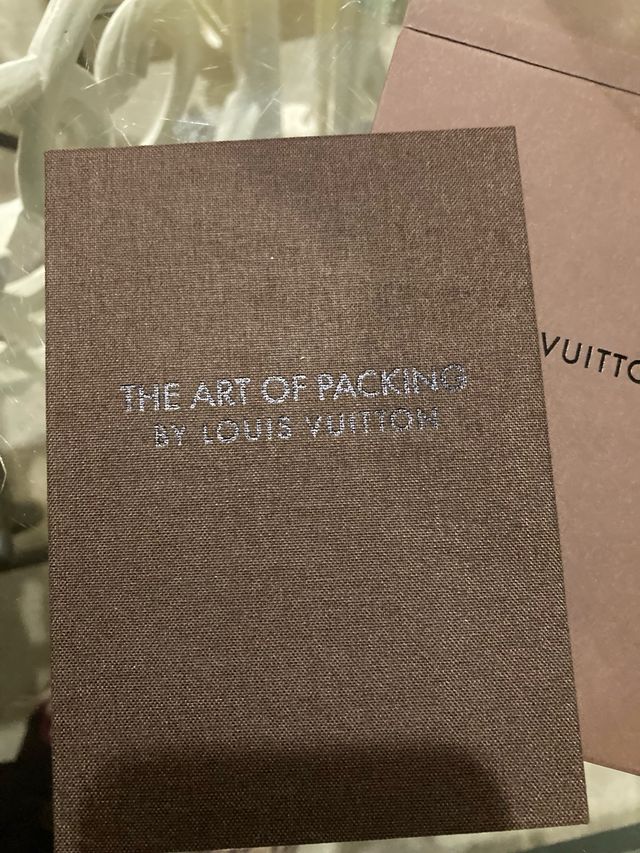 THE ART OF PACKING
BY LOUIS VUITTON
VUITTO